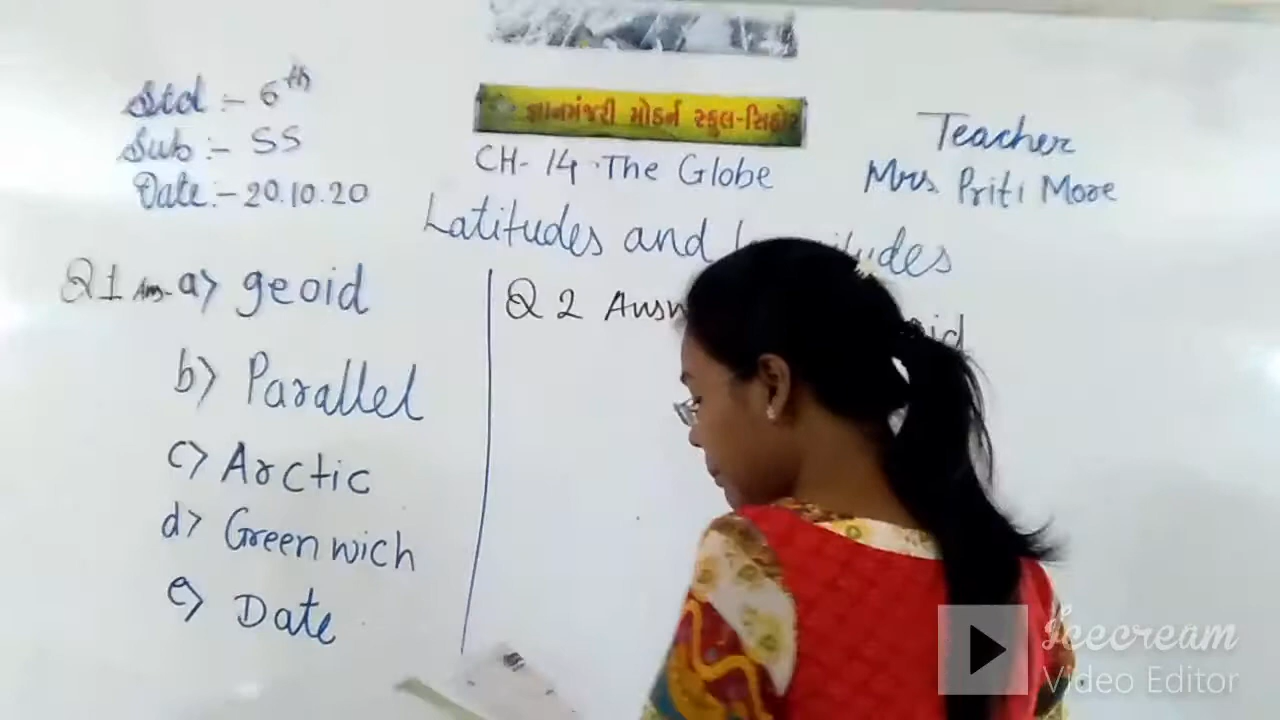 Std :- 6th
Sub :- SS
Date :- 20.10.20
જ્ઞાનમંજરી મોડર્ન સ્કુલ-સિહોર
CH-14 . The Globe
Latitudes and
Teacher
Mrs. Priti More
Q1 Ans- a> geoid
b> Parallel
c> Arctic
d> Greenwich
e> Date
Q 2
Icecream
Video Editor